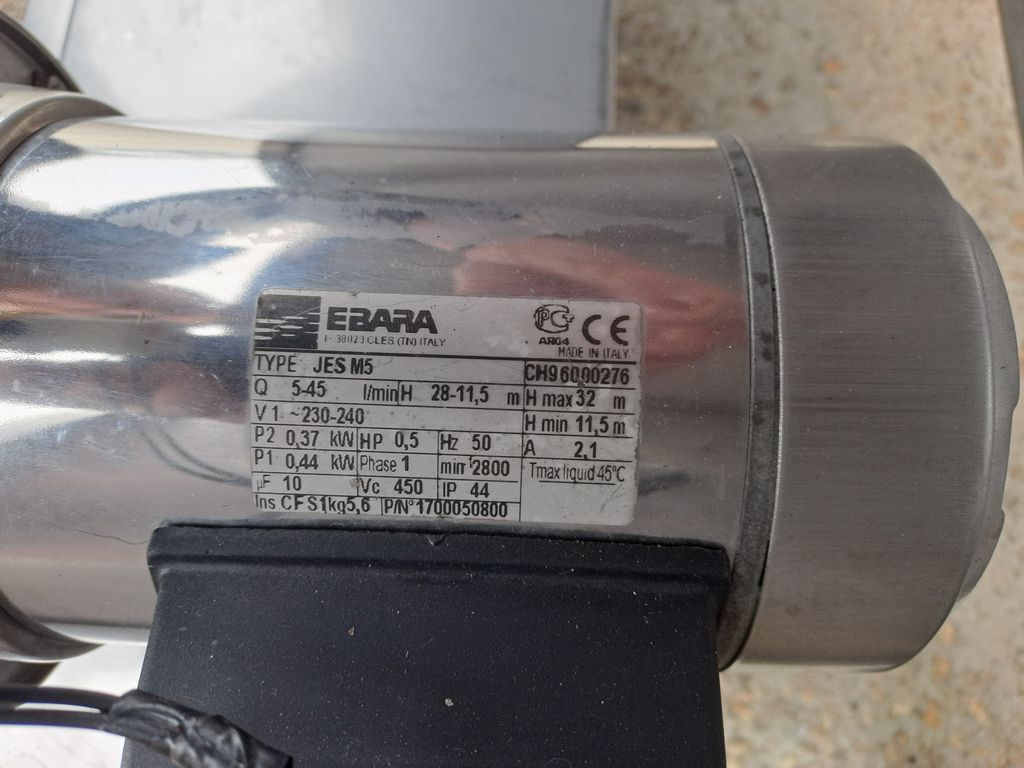 EBARA
I - 38023 CLES (TN) ITALY
PC+ CE
AR04
MADE IN ITALY
TYPE JES M5 CH96000276
Q 5-45 l/min H 28-11,5 m H max 32 m
V 1 ~230-240 H min 11,5 m
P2 0,37 kW HP 0,5 Hz 50 A 2,1
P1 0,44 kW Phase 1 min⁻¹ 2800 Tmax liquid 45°C
µF 10 Vc 450 IP 44
Ins.CF S1kg5,6 P/N°1700050800